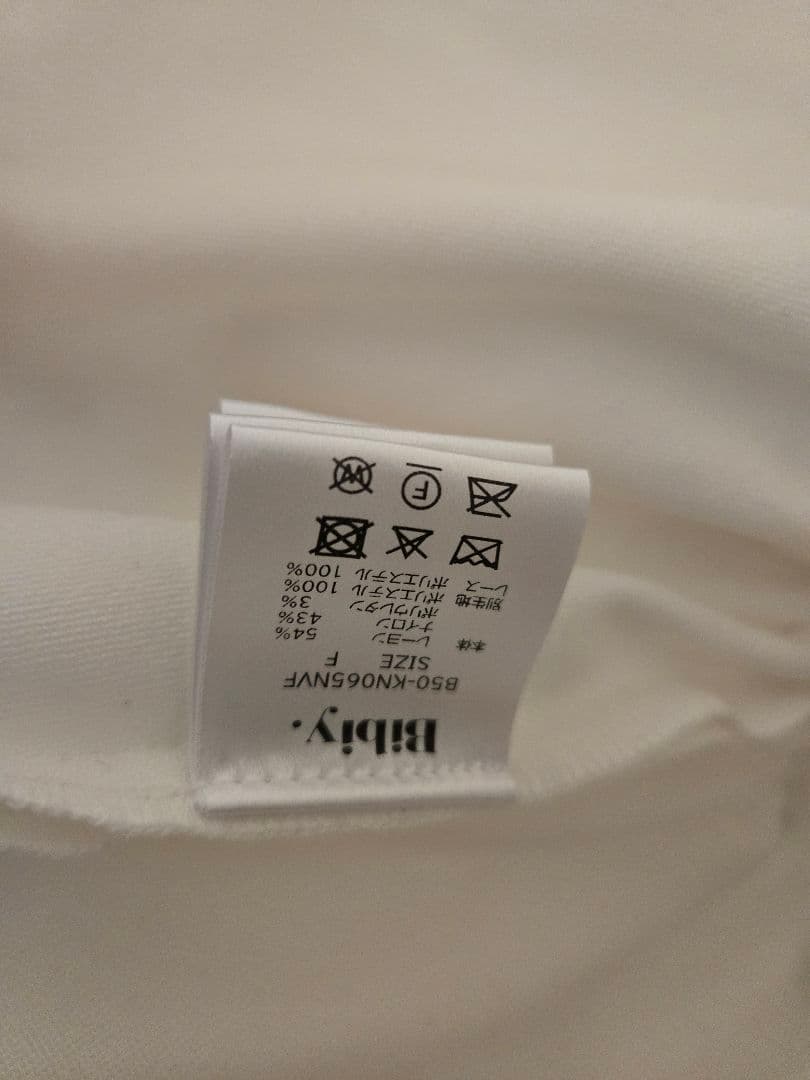 Bibiy.
B50-KN065NVF
SIZE F
本体 レーヨン 54%
ナイロン 43%
ポリウレタン 3%
別生地 ポリエステル 100%
レース ポリエステル 100%
F W